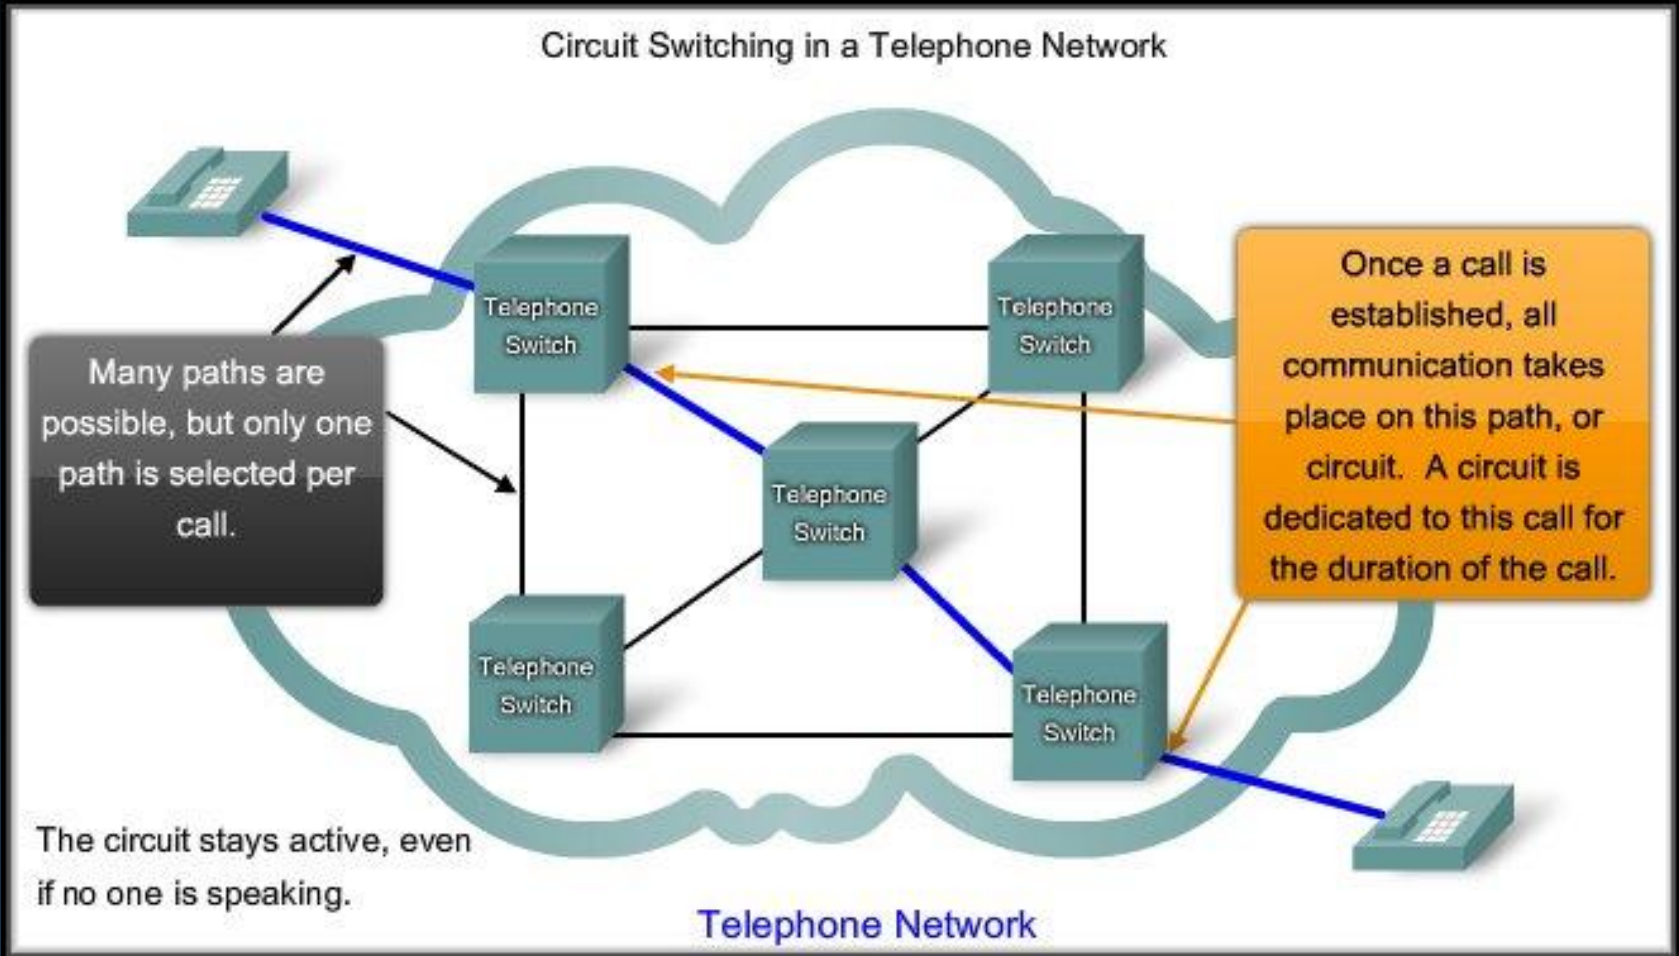 Circuit Switching in a Telephone Network
Telephone
Switch
Telephone
Switch
Once a call is
established, all
communication takes
place on this path, or
circuit. A circuit is
dedicated to this call for
the duration of the call.
Many paths are
possible, but only one
path is selected per
call.
Telephone
Switch
Telephone
Switch
Telephone
Switch
The circuit stays active, even
if no one is speaking.
Telephone Network